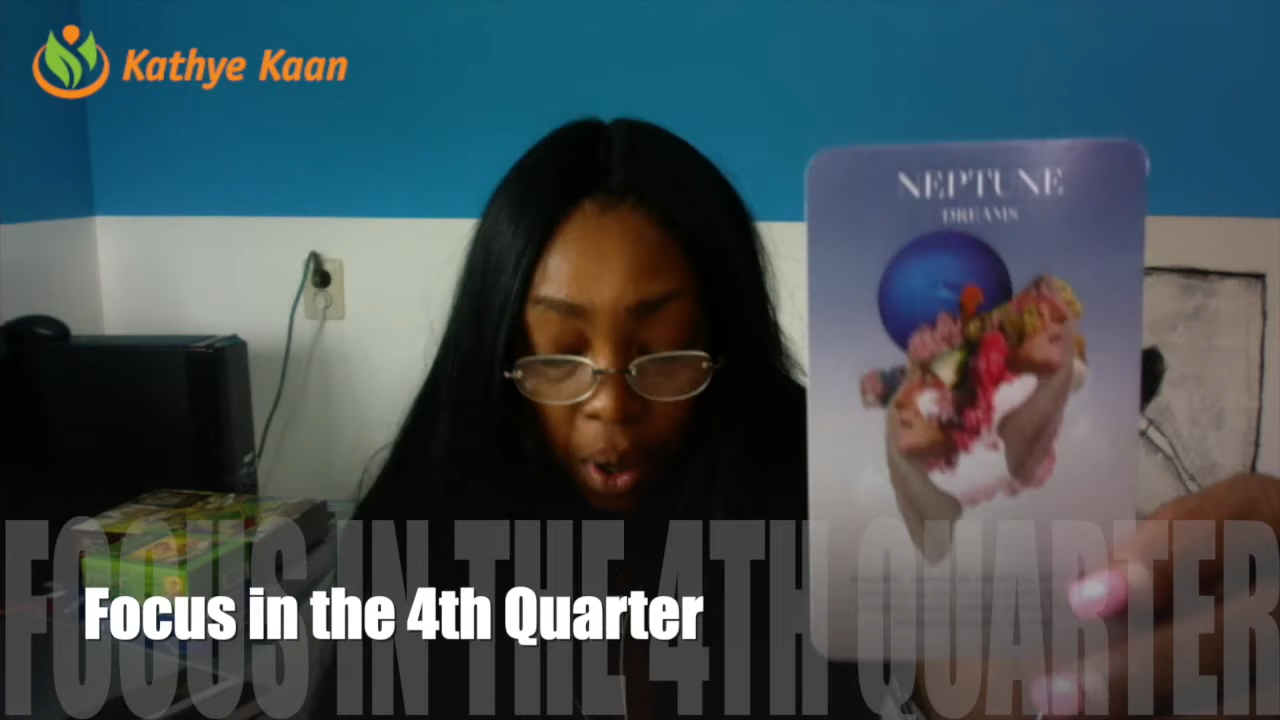 Kathye Kaan
NEPTUNE
DREAMS
FOCUS IN THE 4TH QUARTER
Focus in the 4th Quarter